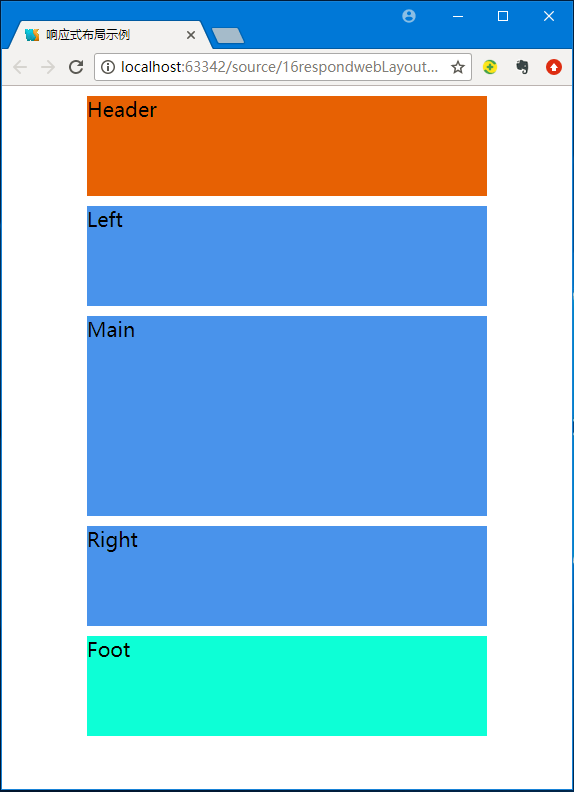 响应式布局示例
localhost:63342/source/16respondwebLayout...
Header
Left
Main
Right
Foot